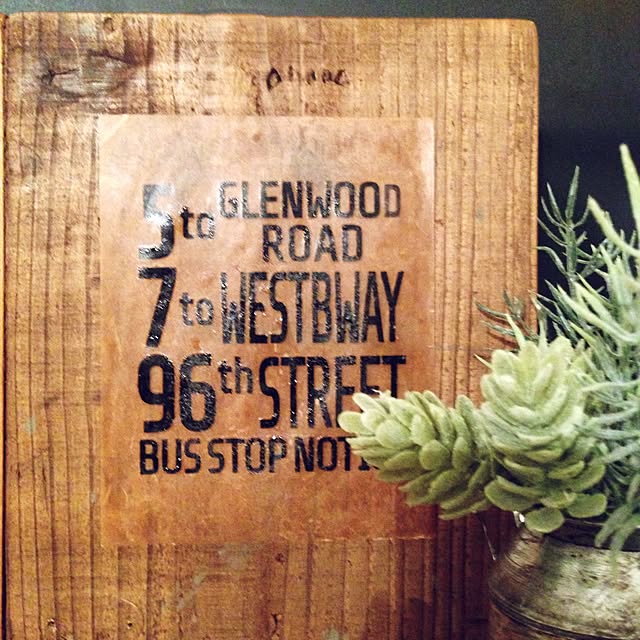 5 to GLENWOOD
ROAD
7 to WESTBWAY
96th STREET
BUS STOP